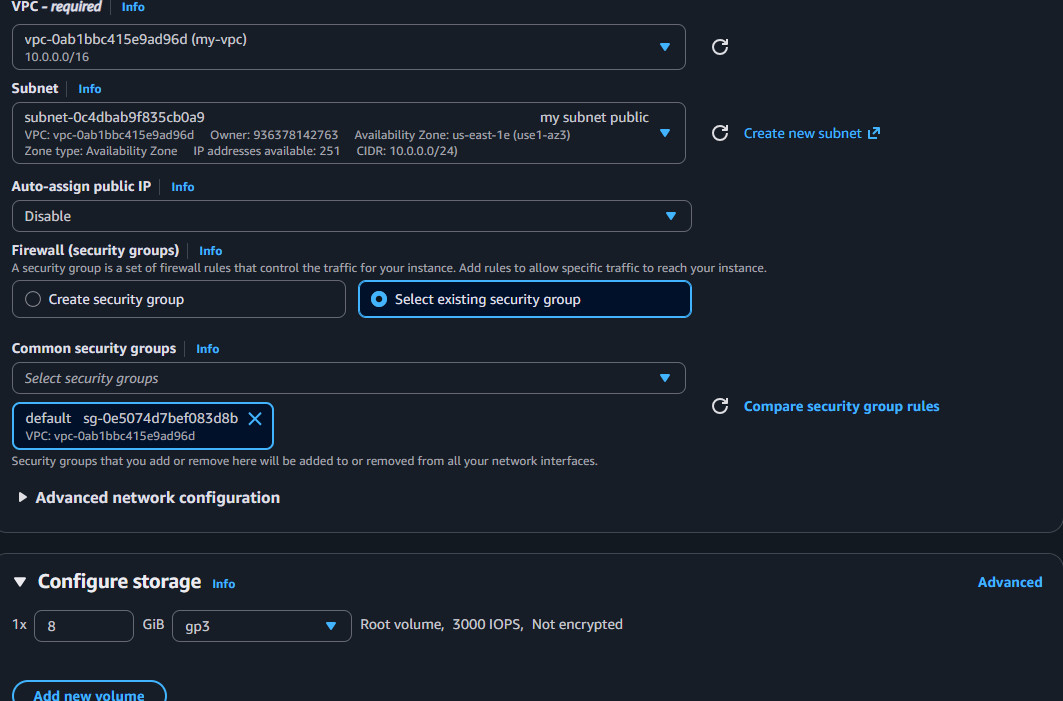 VPC - required Info
vpc-0ab1bbc415e9ad96d (my-vpc)
10.0.0.0/16
Subnet Info
subnet-0c4dbab9f835cb0a9 my subnet public
VPC: vpc-0ab1bbc415e9ad96d Owner: 936378142763 Availability Zone: us-east-1e (use1-az3)
Zone type: Availability Zone IP addresses available: 251 CIDR: 10.0.0.0/24)
Create new subnet
Auto-assign public IP Info
Disable
Firewall (security groups) Info
A security group is a set of firewall rules that control the traffic for your instance. Add rules to allow specific traffic to reach your instance.
Create security group Select existing security group
Common security groups Info
Select security groups
default sg-0e5074d7bef083d8b
VPC: vpc-0ab1bbc415e9ad96d
Compare security group rules
Security groups that you add or remove here will be added to or removed from all your network interfaces.
Advanced network configuration
Configure storage Info Advanced
1x 8 GiB gp3 Root volume, 3000 IOPS, Not encrypted
Add new volume